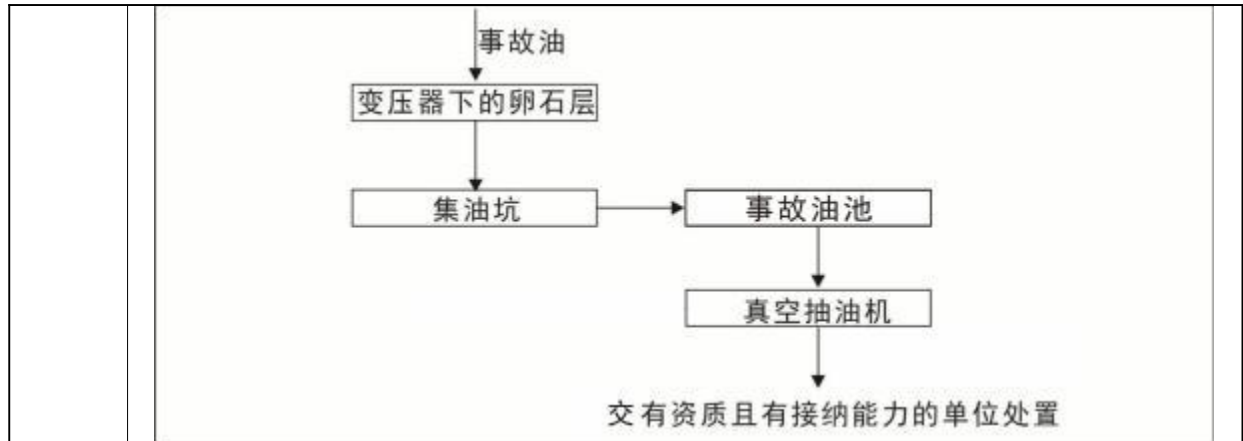 事故油
变压器下的卵石层
集油坑
事故油池
真空抽油机
交有资质且有接纳能力的单位处置